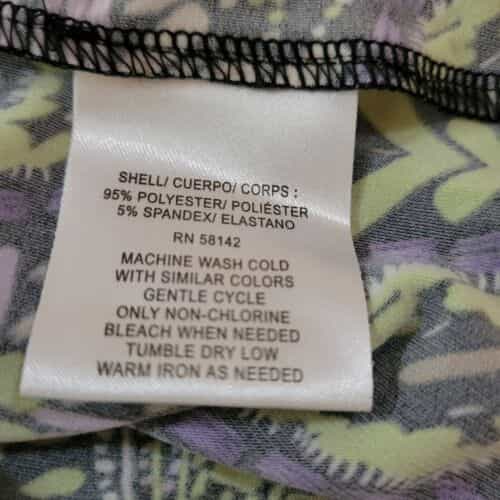 SHELL/ CUERPO/ CORPS :
95% POLYESTER/ POLIÉSTER
5% SPANDEX/ ELASTANO
RN 58142
MACHINE WASH COLD
WITH SIMILAR COLORS
GENTLE CYCLE
ONLY NON-CHLORINE
BLEACH WHEN NEEDED
TUMBLE DRY LOW
WARM IRON AS NEEDED